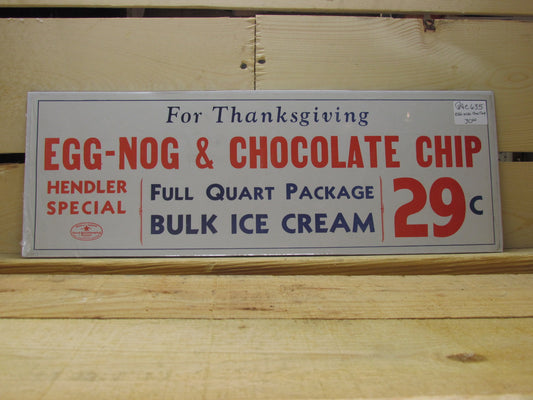 For Thanksgiving
EGG-NOG & CHOCOLATE CHIP
HENDLER
SPECIAL
FULL QUART PACKAGE
BULK ICE CREAM
29c